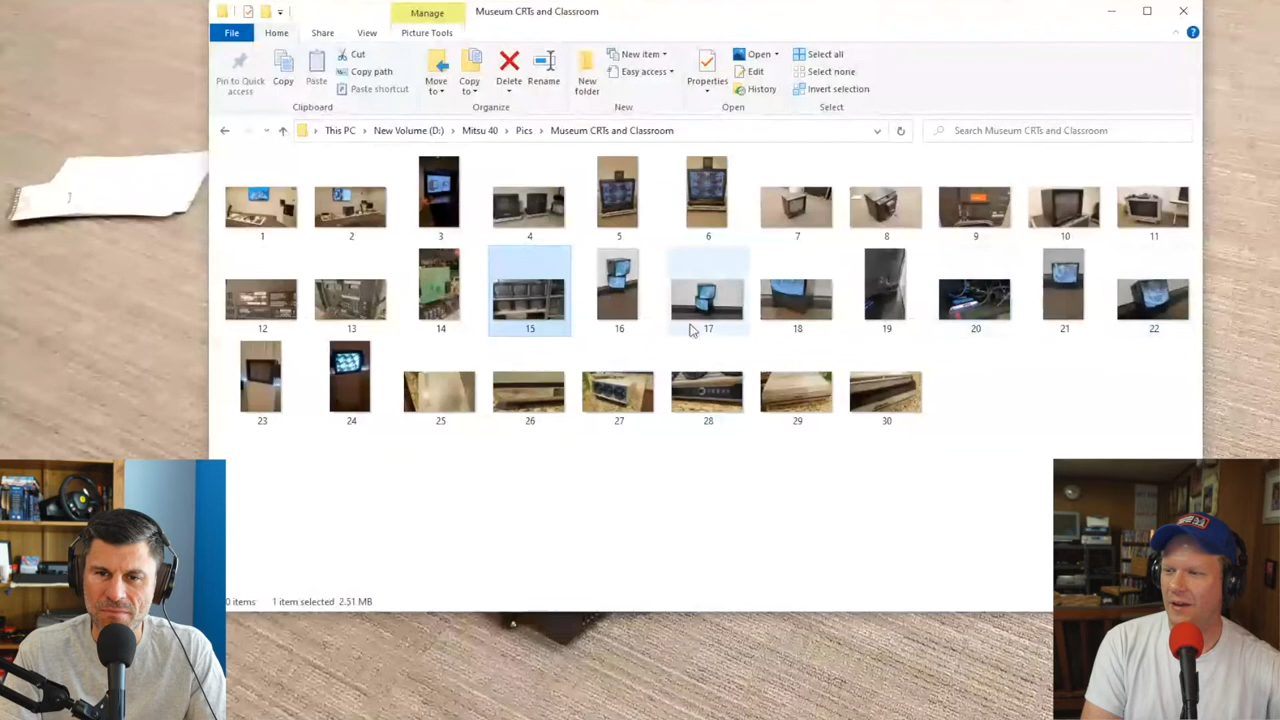 Manage
Museum CRTs and Classroom
File
Home
Share
View
Picture Tools
Pin to Quick access
Copy
Paste
Cut
Copy path
Paste shortcut
Clipboard
Move to
Copy to
Delete
Rename
Organize
New folder
New item
Easy access
New
Properties
Open
Edit
History
Open
Select all
Select none
Invert selection
Select
This PC > New Volume (D:) > Mitsu 40 > Pics > Museum CRTs and Classroom
Search Museum CRTs and Classroom
1 2 3 4 5 6 7 8 9 10 11
12 13 14 15 16 17 18 19 20 21 22
23 24 25 26 27 28 29 30
0 items 1 item selected 2.51 MB